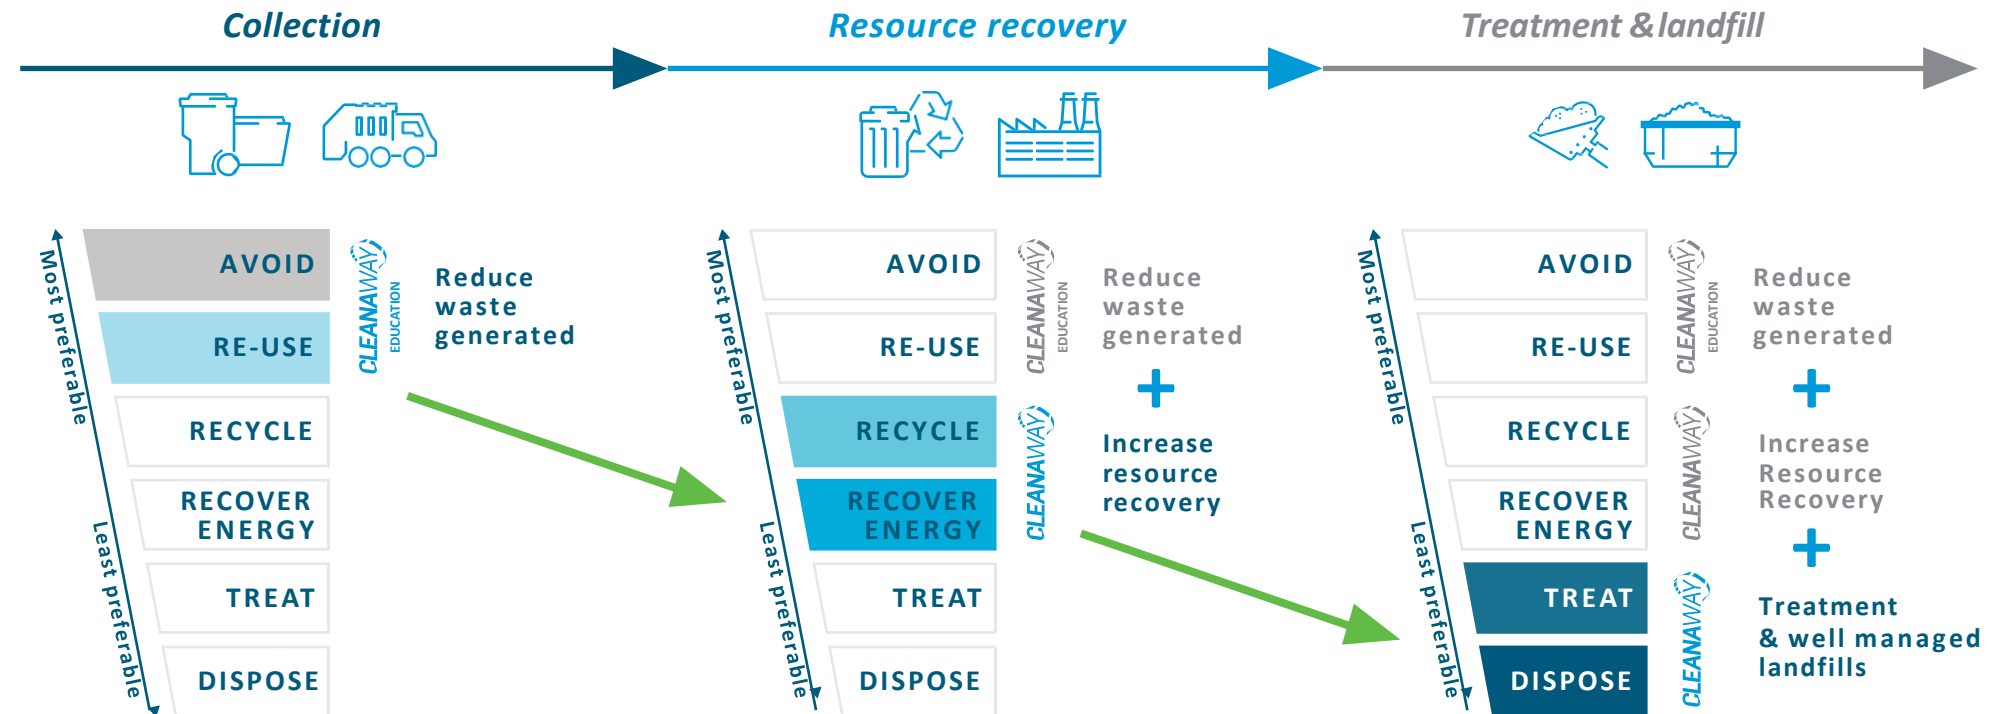 Collection
Resource recovery
Treatment & landfill
Most preferable
Least preferable
AVOID
RE-USE
RECYCLE
RECOVER
ENERGY
TREAT
DISPOSE
CLEANAWAY
EDUCATION
Reduce
waste
generated
Most preferable
Least preferable
AVOID
RE-USE
RECYCLE
RECOVER
ENERGY
TREAT
DISPOSE
CLEANAWAY
EDUCATION
Reduce
waste
generated
+
CLEANAWAY
Increase
resource
recovery
Most preferable
Least preferable
AVOID
RE-USE
RECYCLE
RECOVER
ENERGY
TREAT
DISPOSE
CLEANAWAY
EDUCATION
Reduce
waste
generated
+
CLEANAWAY
Increase
Resource
Recovery
+
CLEANAWAY
Treatment
& well managed
landfills